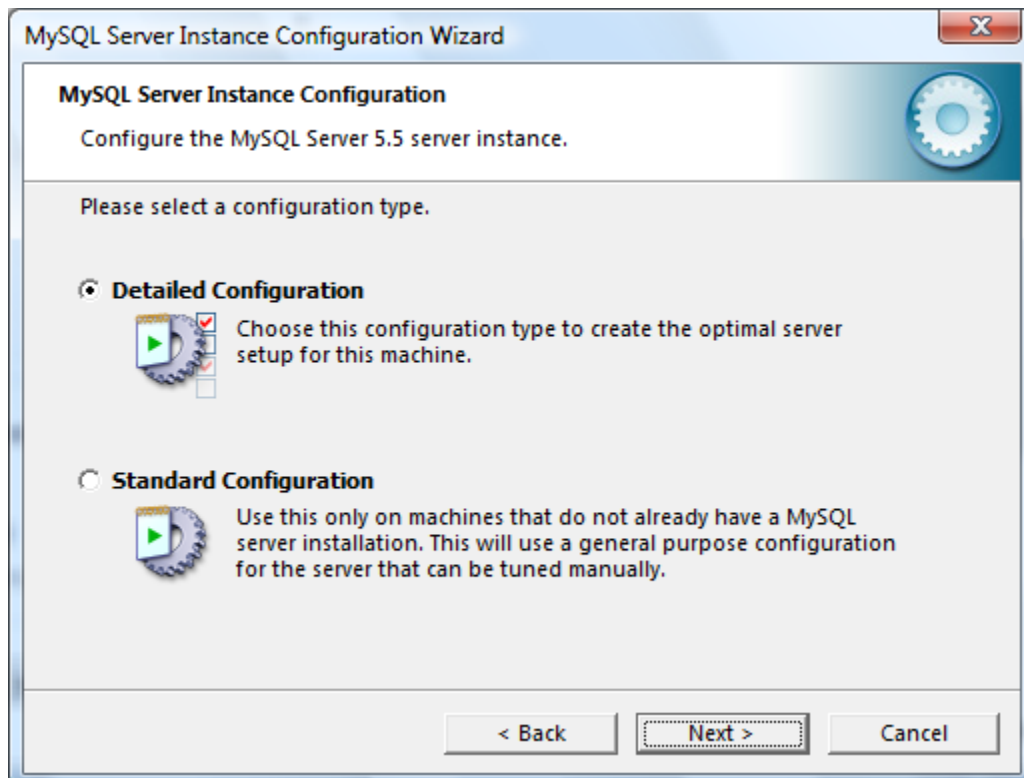 MySQL Server Instance Configuration Wizard
MySQL Server Instance Configuration
Configure the MySQL Server 5.5 server instance.
Please select a configuration type.
Detailed Configuration
Choose this configuration type to create the optimal server
setup for this machine.
Standard Configuration
Use this only on machines that do not already have a MySQL
server installation. This will use a general purpose configuration
for the server that can be tuned manually.
< Back
Next >
Cancel